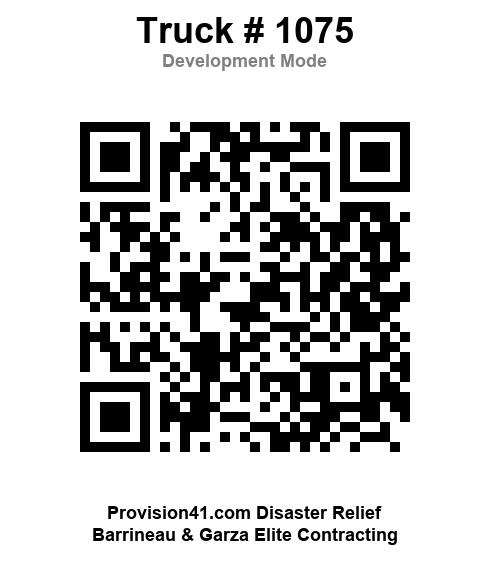 Truck # 1075
Development Mode
Provision41.com Disaster Relief
Barrineau & Garza Elite Contracting